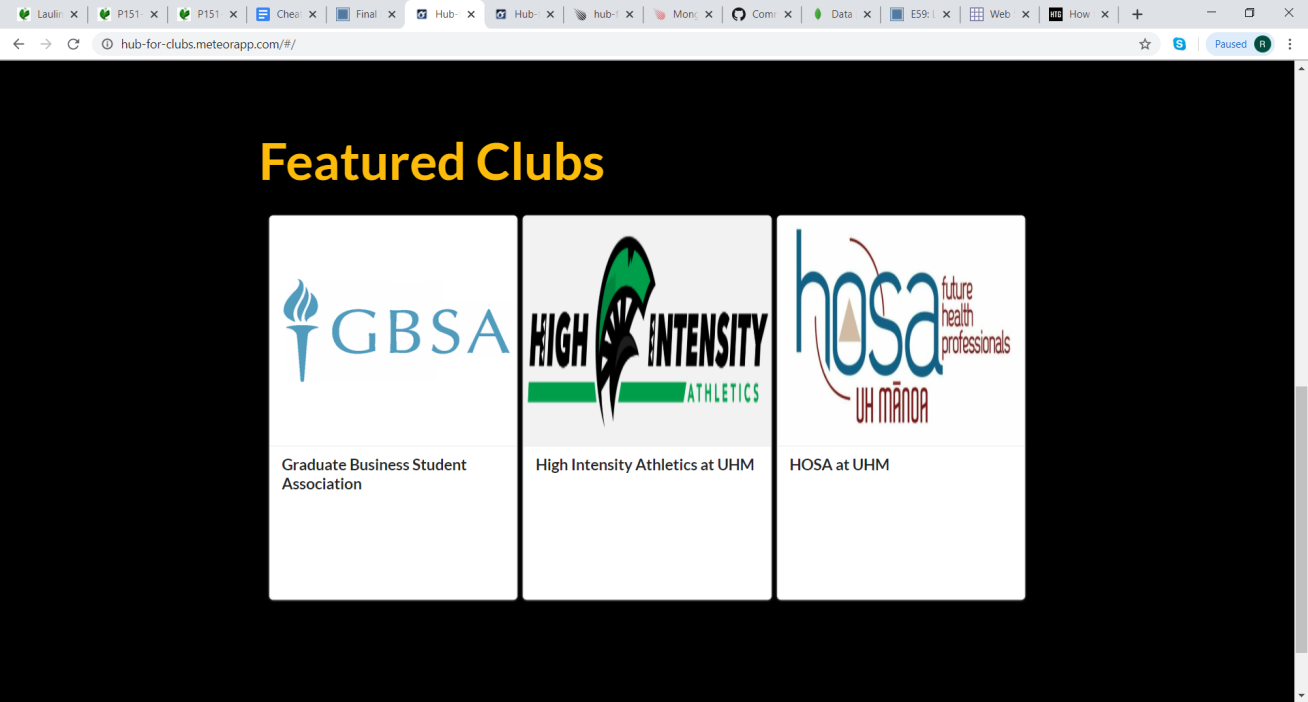 Laulin
P151-
P151
Chea
Final
Hub-
Hub-
hub-f
Mong
Com
Data
E59:
Web
How
hub-for-clubs.meteorapp.com/#/
Paused
R
Featured Clubs
GBSA
HIGH INTENSITY
ATHLETICS
hosa
future
health
professionals
UH MĀNOA
Graduate Business Student
Association
High Intensity Athletics at UHM
HOSA at UHM